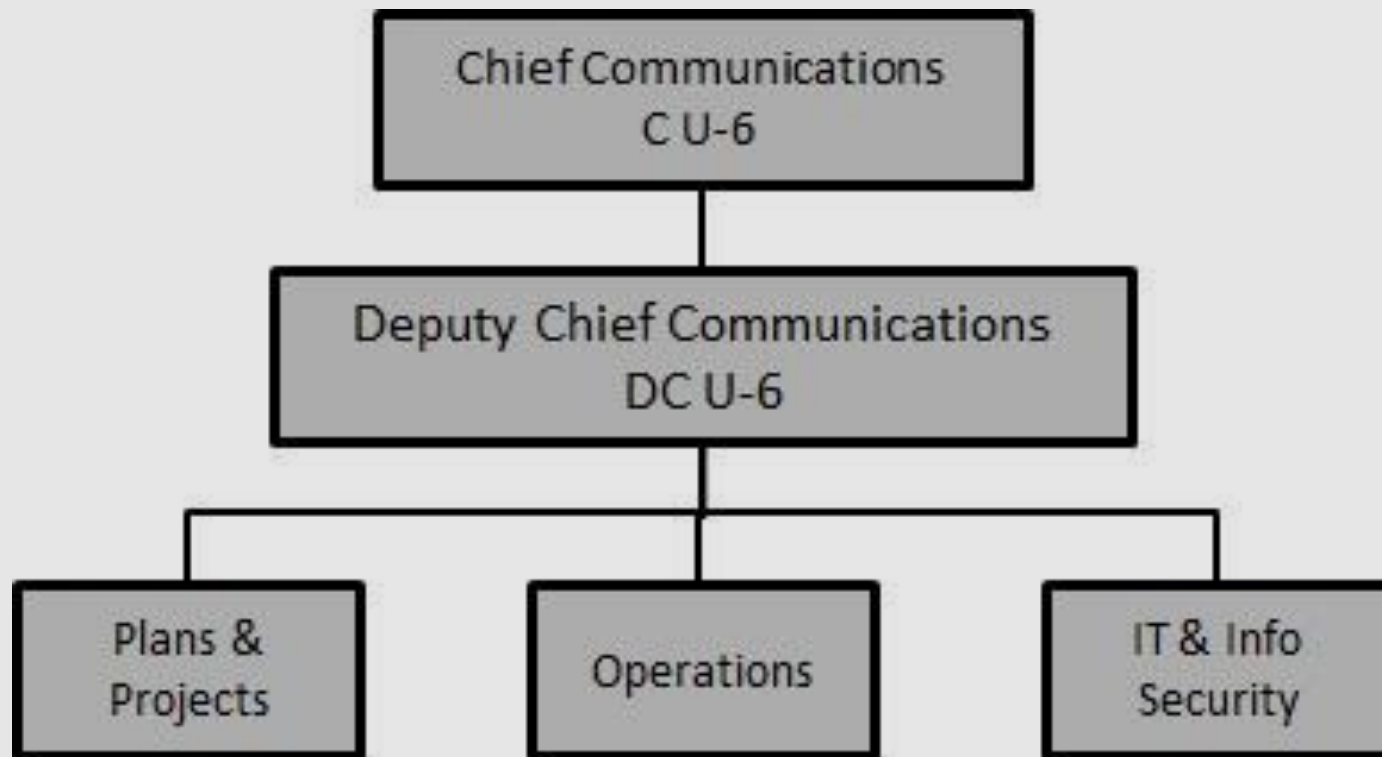 Chief Communications
C U-6
Deputy Chief Communications
DC U-6
Plans &
Projects
Operations
IT & Info
Security